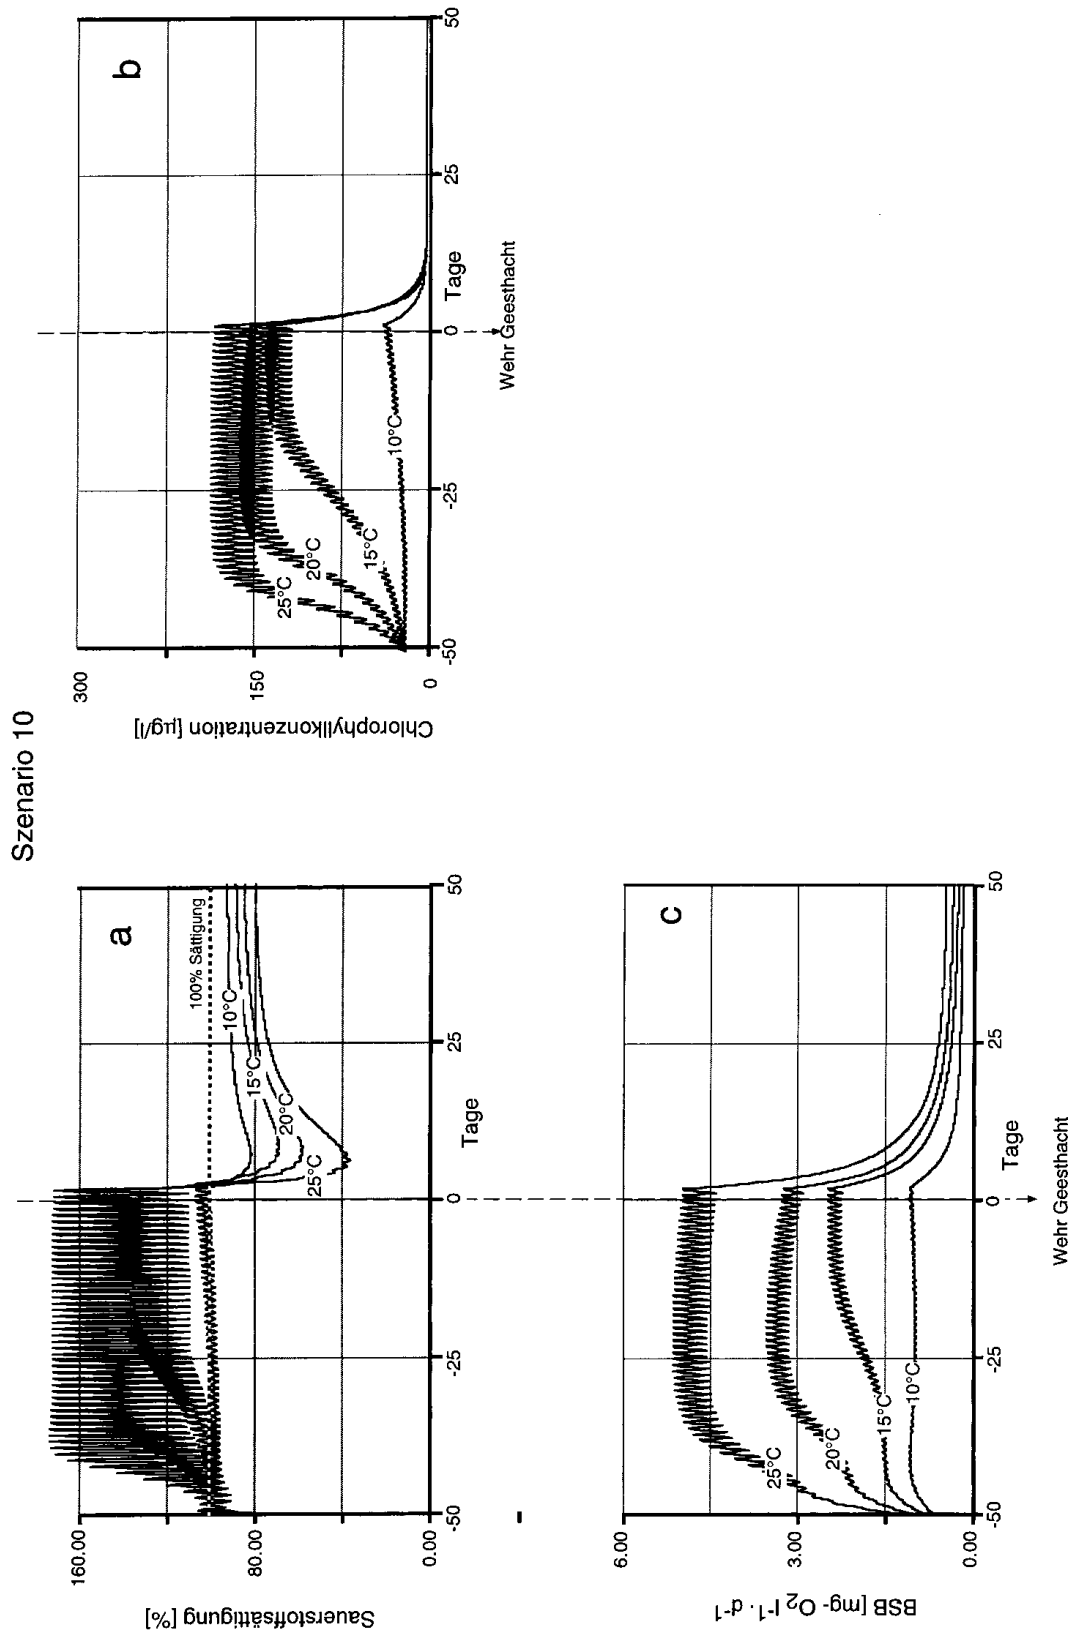 Szenario 10
a
Sauerstoffsättigung [%]
160.00
80.00
0.00
100% Sättigung
10°C
15°C
20°C
25°C
-50
-25
0
25
50
Tage
b
Chlorophyllkonzentration [µg/l]
300
150
0
25°C
20°C
15°C
10°C
-50
-25
0
25
50
Tage
Wehr Geesthacht
c
BSB [mg- O₂ l⁻¹ · d⁻¹
6.00
3.00
0.00
25°C
20°C
15°C
10°C
-50
-25
0
25
50
Tage
Wehr Geesthacht